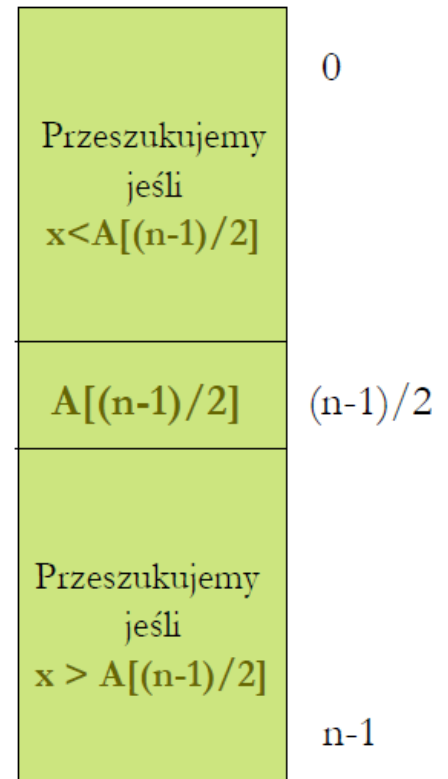 0
Przeszukujemy
jeśli
x<A[(n-1)/2]
A[(n-1)/2]
(n-1)/2
Przeszukujemy
jeśli
x > A[(n-1)/2]
n-1